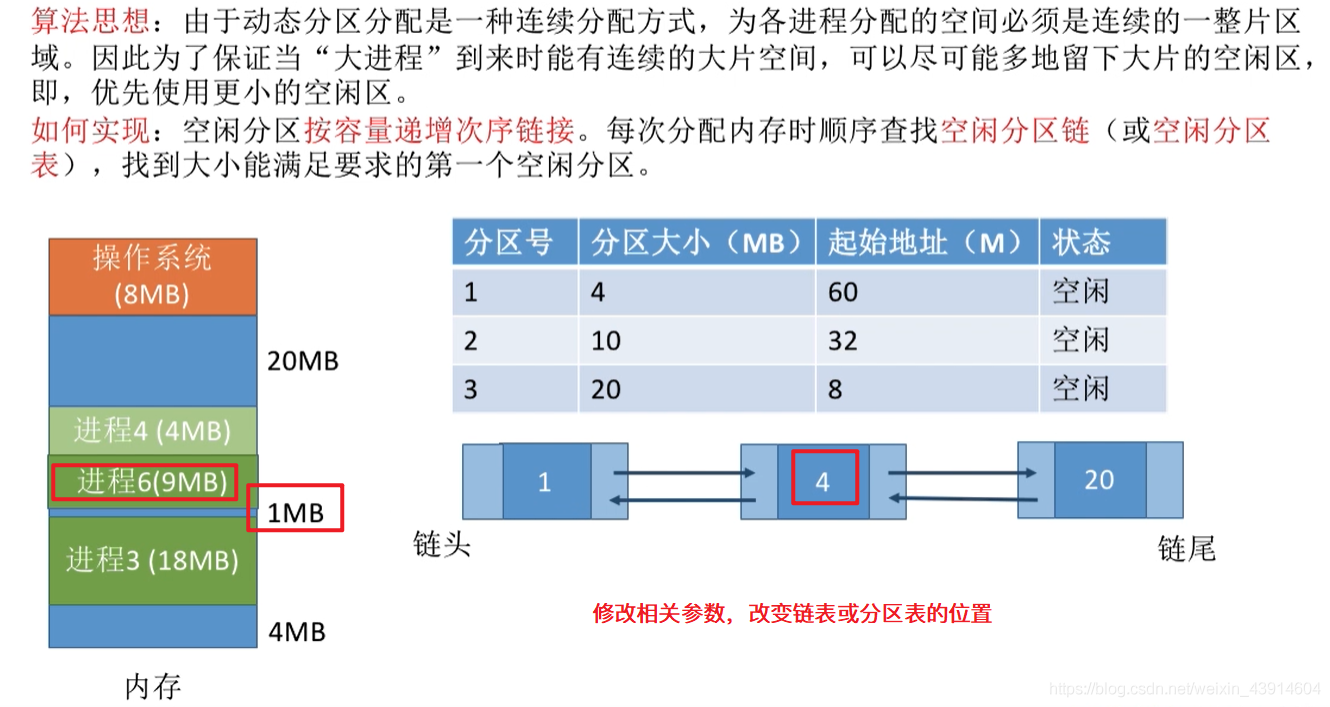 算法思想：由于动态分区分配是一种连续分配方式，为各进程分配的空间必须是连续的一整片区
域。因此为了保证当“大进程”到来时能有连续的大片空间，可以尽可能多地留下大片的空闲区，
即，优先使用更小的空闲区。
如何实现：空闲分区按容量递增次序链接。每次分配内存时顺序查找空闲分区链（或空闲分区
表），找到大小能满足要求的第一个空闲分区。
操作系统
(8MB)
20MB
进程4 (4MB)
进程6(9MB)
1MB
进程3 (18MB)
4MB
内存
分区号 分区大小（MB） 起始地址（M） 状态
1 4 60 空闲
2 10 32 空闲
3 20 8 空闲
1 4 20
链头
链尾
修改相关参数，改变链表或分区表的位置
https://blog.csdn.net/weixin_43914604